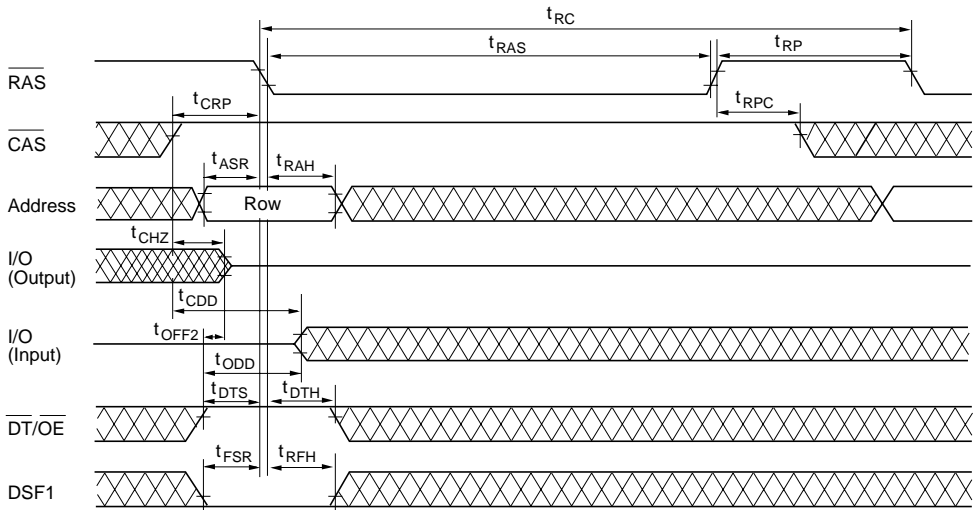 tRC
tRAS
tRP
RAS
tCRP
tRPC
CAS
tASR
tRAH
Address
Row
tCHZ
I/O
(Output)
tCDD
I/O
(Input)
tOFF2
tODD
tDTS
tDTH
DT/OE
tFSR
tRFH
DSF1